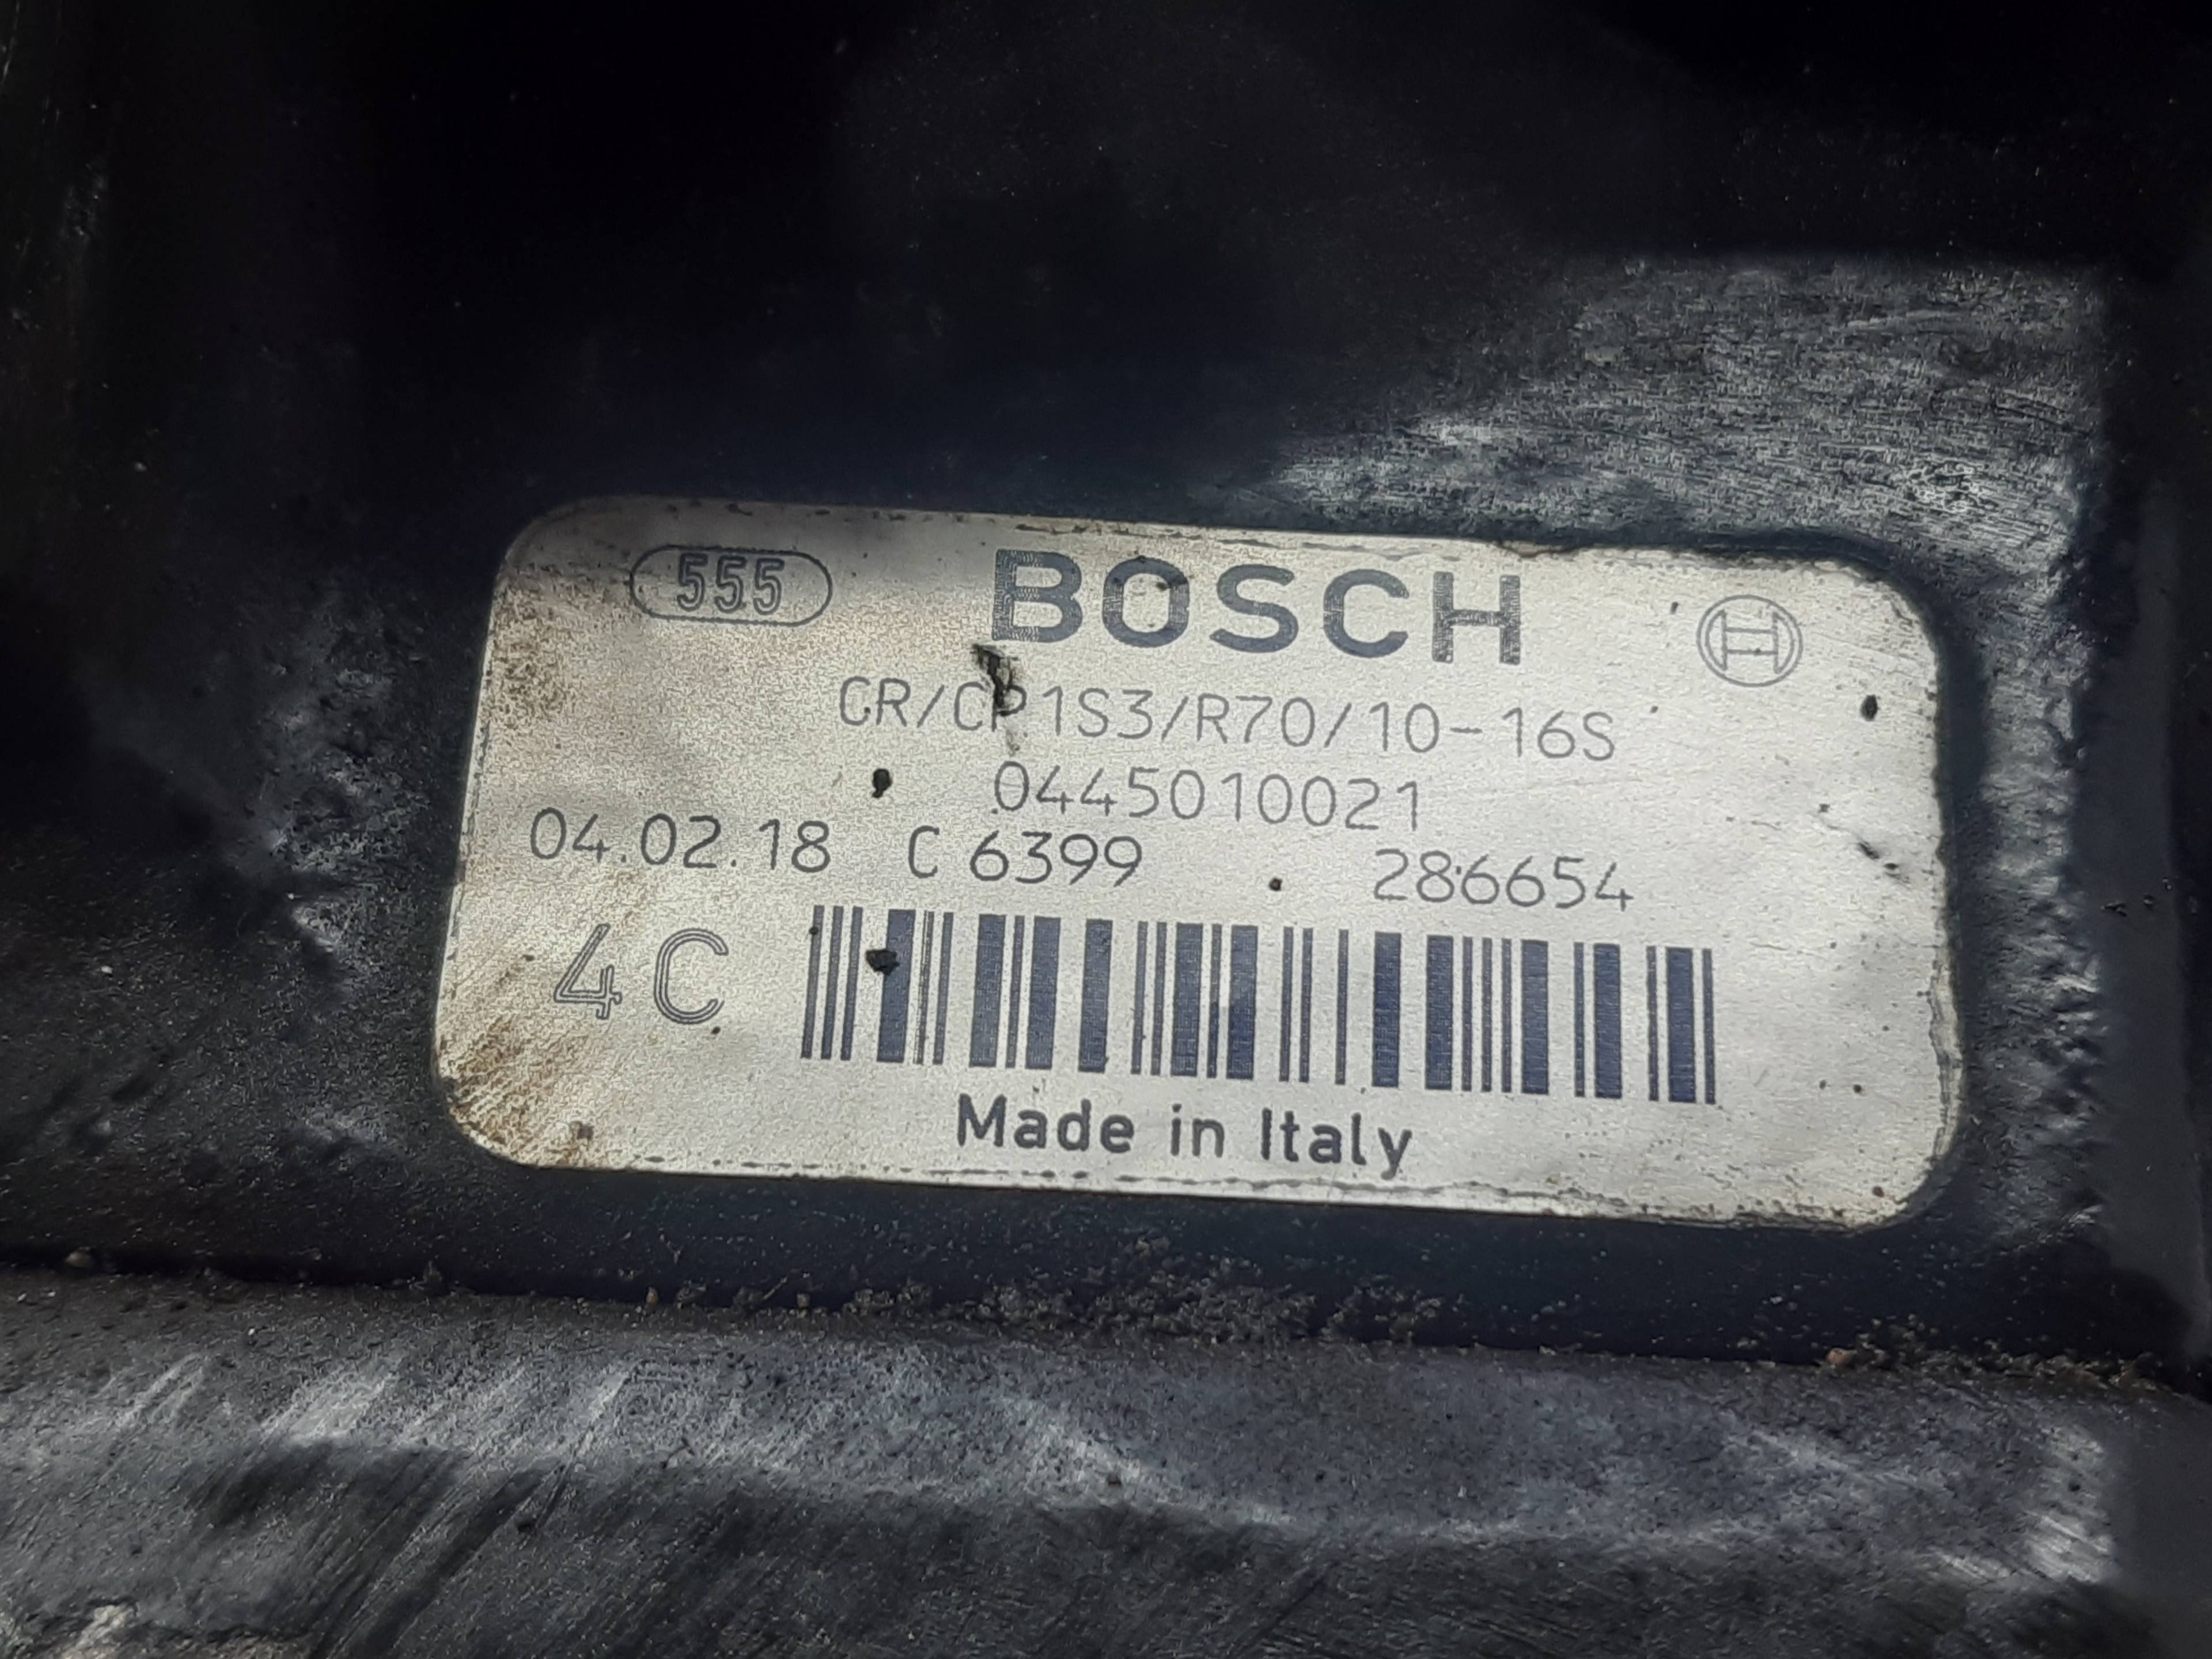 555 BOSCH
CR/CP1S3/R70/10-16S
0445010021
04.02.18 C 6399 286654
4C
Made in Italy